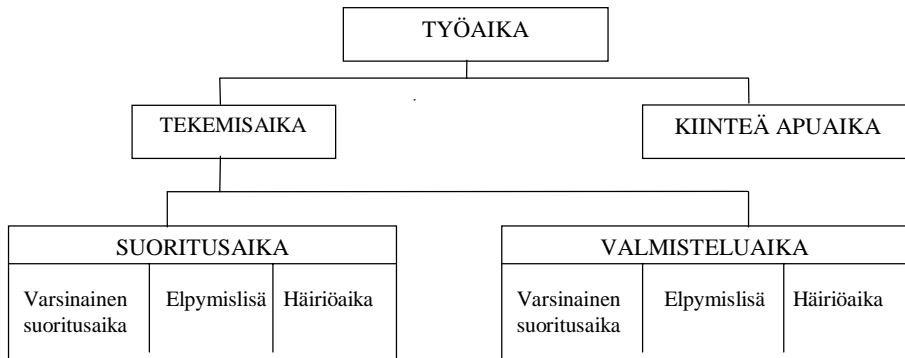 TYÖAIKA
TEKEMISAIKA
KIINTEÄ APUAIKA
SUORITUSAIKA
Varsinainen
suoritusaika
Elpymislisä
Häiriöaika
VALMISTELUAIKA
Varsinainen
suoritusaika
Elpymislisä
Häiriöaika